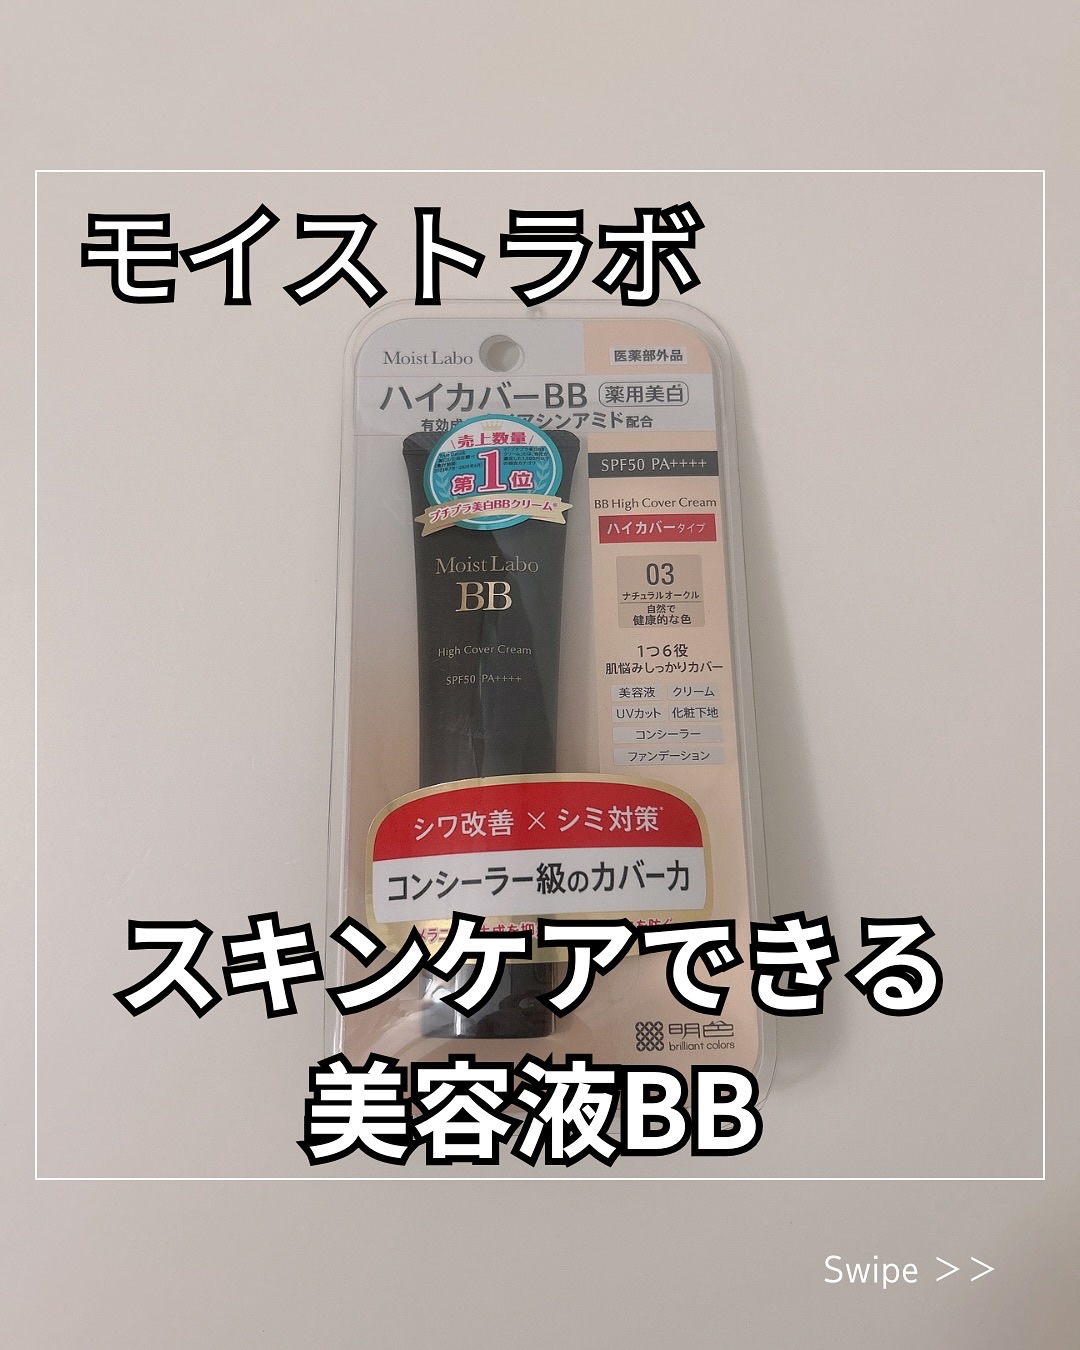 モイストラボ
Moist Labo
医薬部外品
ハイカバーBB
薬用美白
有効成
アシンアミド配合
売上数量
第1位
プチプラ美白BBクリーム※
SPF50 PA++++
BB High Cover Cream
ハイカバータイプ
03
ナチュラルオークル
自然で
健康的な色
Moist Labo
BB
High Cover Cream
SPF50 PA++++
1つ6役
肌悩みしっかりカバー
美容液 クリーム
UVカット 化粧下地
コンシーラー
ファンデーション
シワ改善×シミ対策*
コンシーラー級のカバー力
スキンケアできる
明色
brilliant colors
美容液BB
Swipe >>